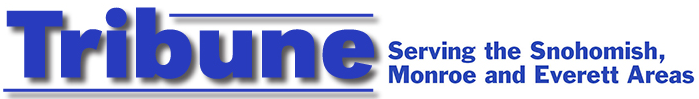 Tribune
Serving the Snohomish,
Monroe and Everett Areas